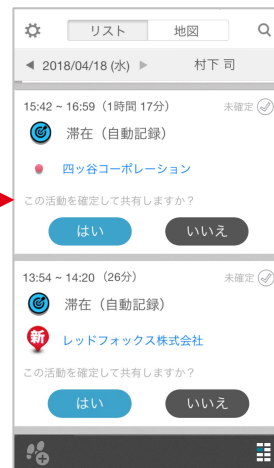 リスト 地図
◀ 2018/04/18 (水) ▶ 村下 司
15:42 ~ 16:59（1時間 17分） 未確定
滞在（自動記録）
四ッ谷コーポレーション
この活動を確定して共有しますか？
はい いいえ
13:54 ~ 14:20（26分） 未確定
滞在（自動記録）
新 レッドフォックス株式会社
この活動を確定して共有しますか？
はい いいえ